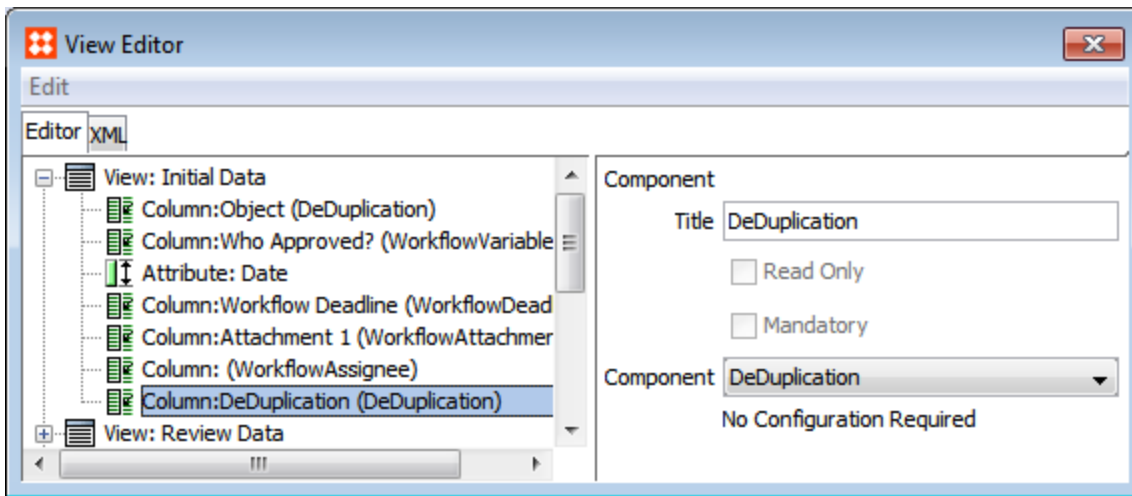 View Editor
Edit
Editor XML
View: Initial Data
Column:Object (DeDuplication)
Column:Who Approved? (WorkflowVariable
Attribute: Date
Column:Workflow Deadline (WorkflowDeadl
Column:Attachment 1 (WorkflowAttachmer
Column: (WorkflowAssignee)
Column:DeDuplication (DeDuplication)
View: Review Data
Component
Title DeDuplication
Read Only
Mandatory
Component DeDuplication
No Configuration Required